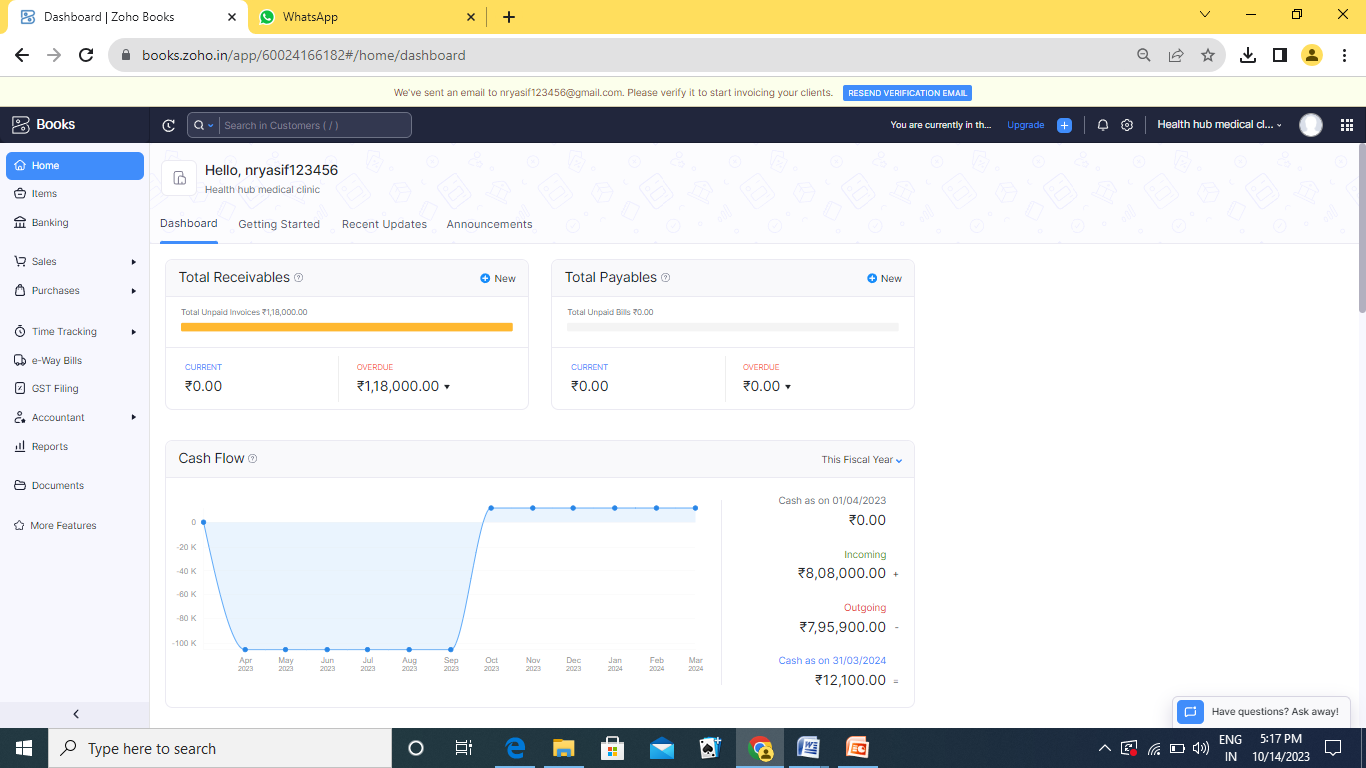 Dashboard | Zoho Books
WhatsApp
books.zoho.in/app/60024166182#/home/dashboard
We've sent an email to nryasif123456@gmail.com. Please verify it to start invoicing your clients. RESEND VERIFICATION EMAIL
Books
Search in Customers ( / )
You are currently in th...
Upgrade
Health hub medical cl...
Home
Items
Banking
Sales
Purchases
Time Tracking
e-Way Bills
GST Filing
Accountant
Reports
Documents
More Features
Hello, nryasif123456
Health hub medical clinic
Dashboard Getting Started Recent Updates Announcements
Total Receivables
New
Total Unpaid Invoices ₹1,18,000.00
CURRENT
₹0.00
OVERDUE
₹1,18,000.00
Total Payables
New
Total Unpaid Bills ₹0.00
CURRENT
₹0.00
OVERDUE
₹0.00
Cash Flow
This Fiscal Year
0
-20 K
-40 K
-60 K
-80 K
-100 K
Apr 2023
May 2023
Jun 2023
Jul 2023
Aug 2023
Sep 2023
Oct 2023
Nov 2023
Dec 2023
Jan 2024
Feb 2024
Mar 2024
Cash as on 01/04/2023
₹0.00
Incoming
₹8,08,000.00 +
Outgoing
₹7,95,900.00 -
Cash as on 31/03/2024
₹12,100.00 =
Have questions? Ask away!
Type here to search
ENG
IN
5:17 PM
10/14/2023